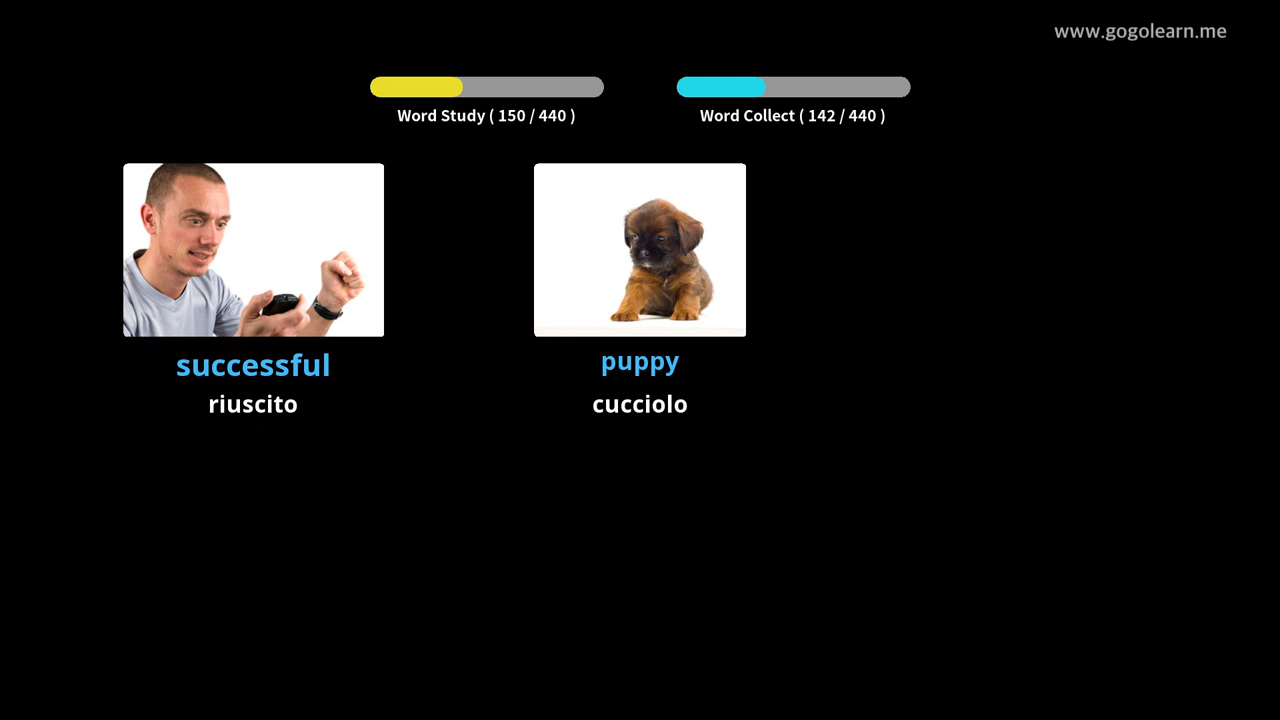 www.gogolearn.me
Word Study ( 150 / 440 )
Word Collect ( 142 / 440 )
successful
riuscito
puppy
cucciolo